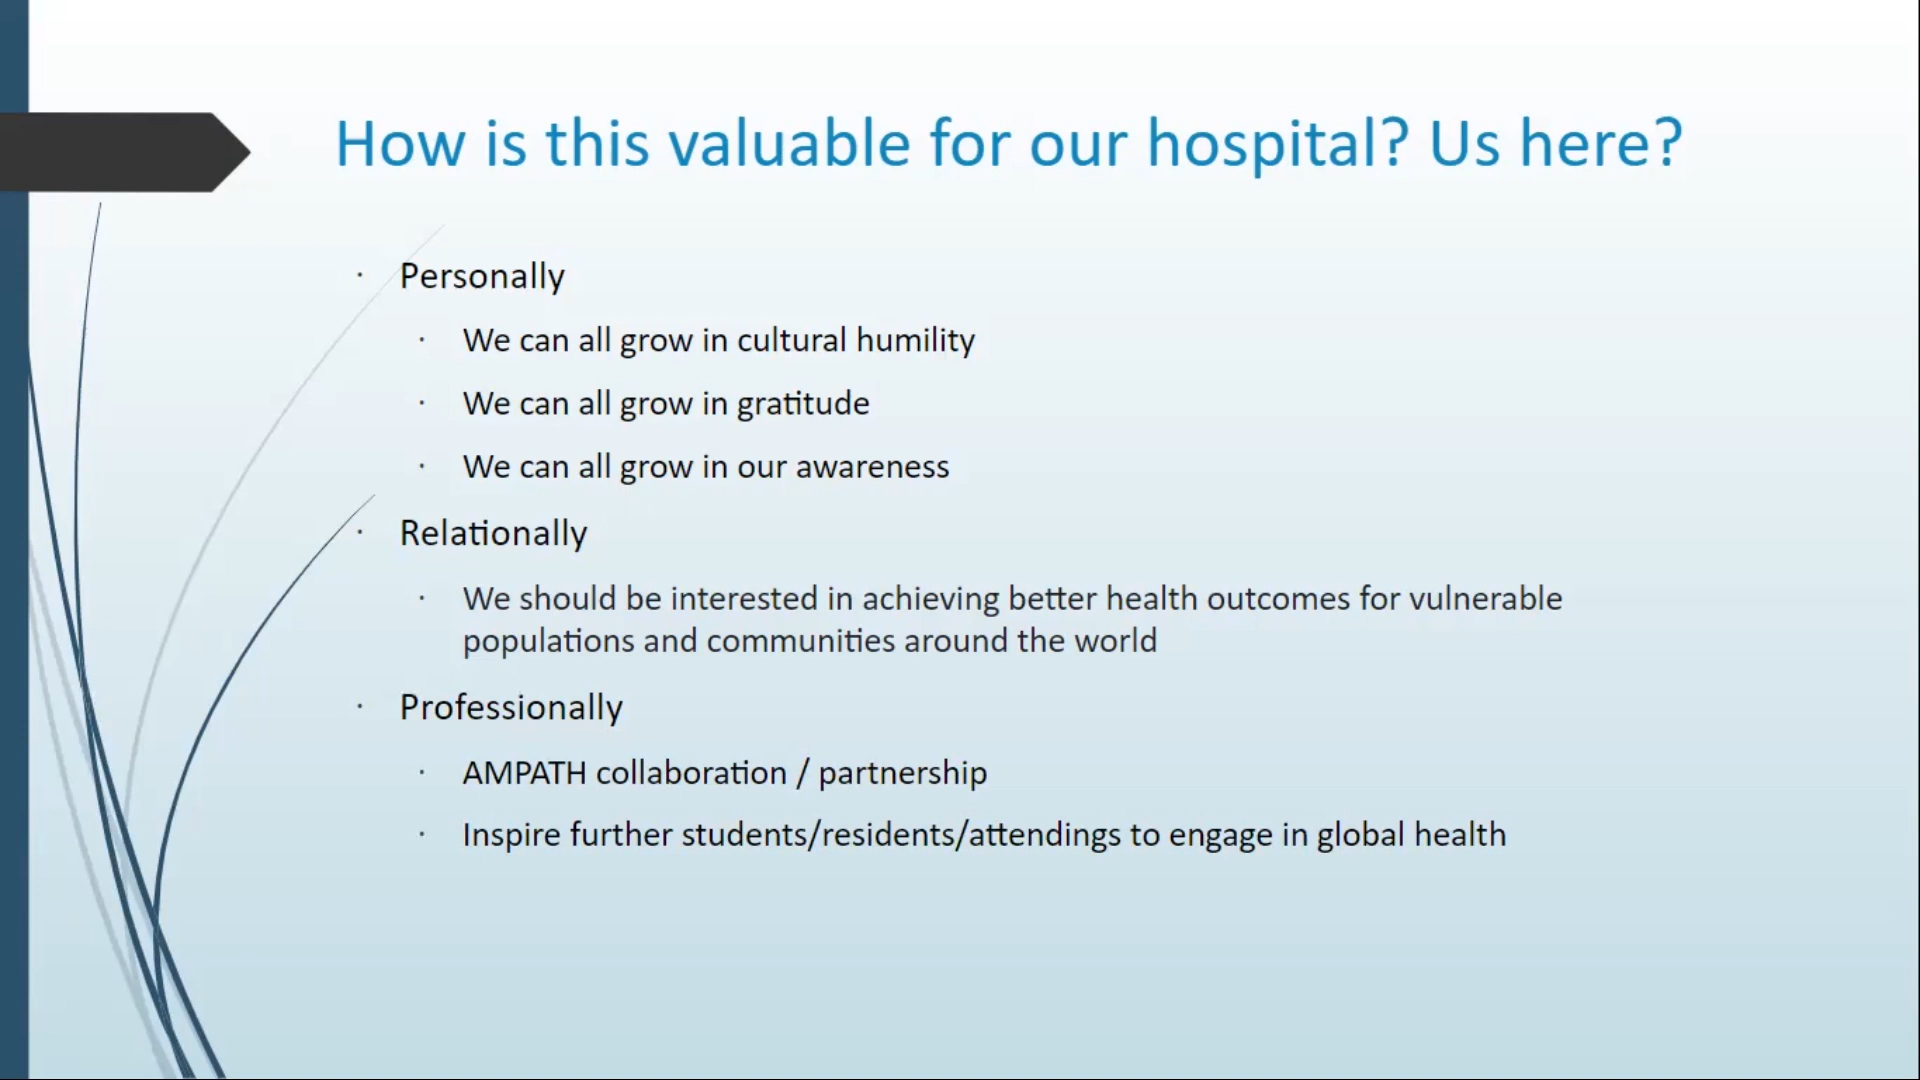 How is this valuable for our hospital? Us here?
· Personally
· We can all grow in cultural humility
· We can all grow in gratitude
· We can all grow in our awareness
· Relationally
· We should be interested in achieving better health outcomes for vulnerable
populations and communities around the world
· Professionally
· AMPATH collaboration / partnership
· Inspire further students/residents/attendings to engage in global health